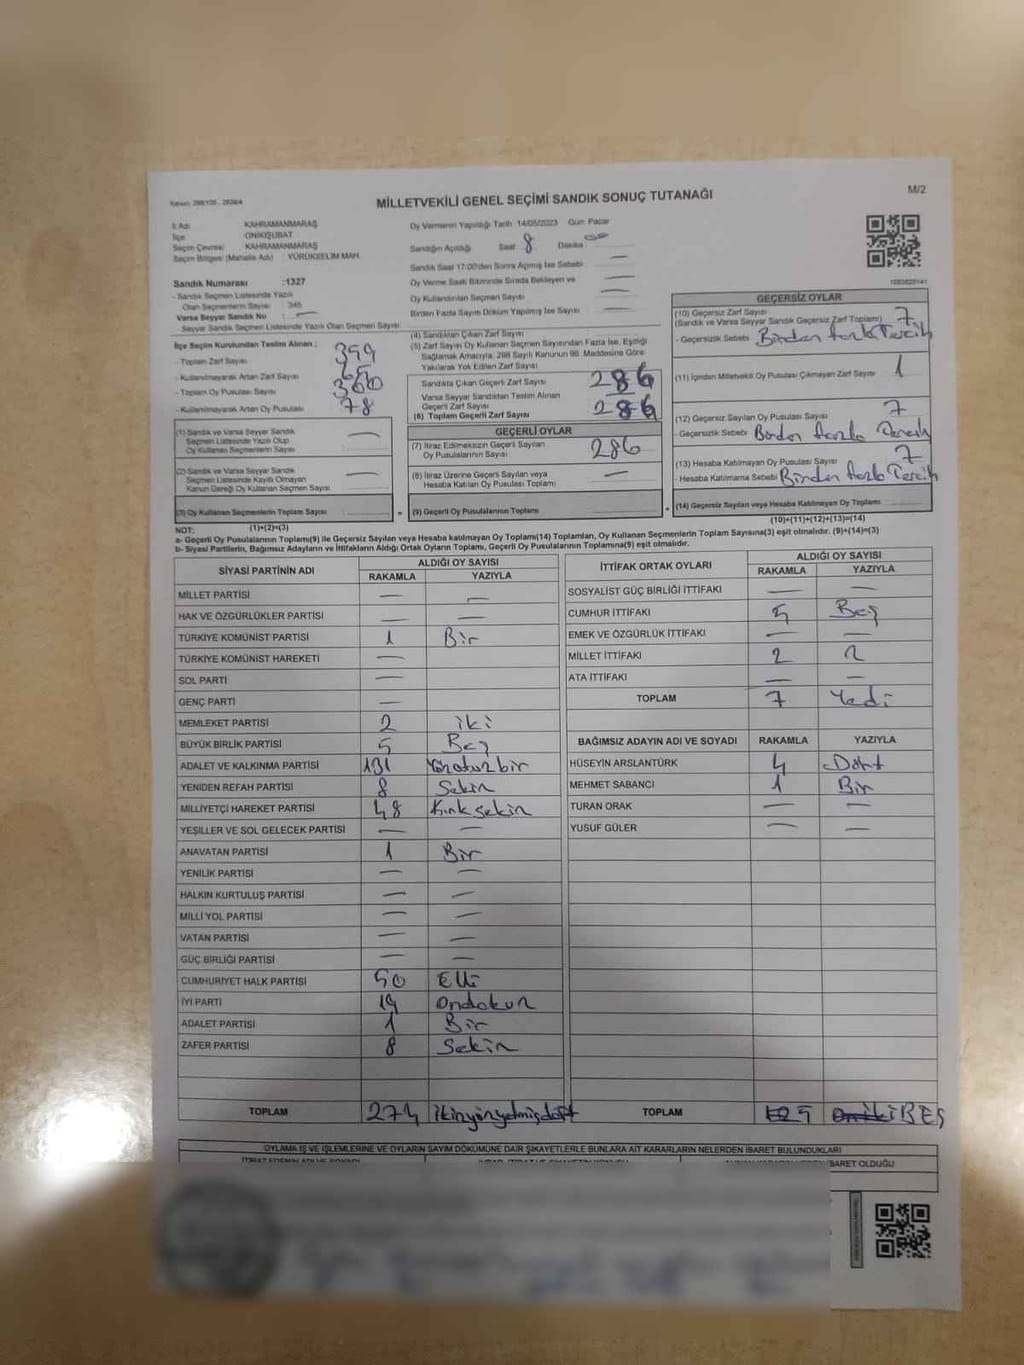 MİLLETVEKİLİ GENEL SEÇİMİ SANDIK SONUÇ TUTANAĞI
M/2
İl Adı KAHRAMANMARAŞ
İlçe ONİKİŞUBAT
Seçim Çevresi KAHRAMANMARAŞ
Seçim Bölgesi (Mahalle Adı) : YÜRÜKSELİM MAH.
Oy Vermenin Yapıldığı Tarih 14/05/2023 Gün Pazar
Sandığın Açıldığı Saat 8 Dakika 00
Sandık Saat 17:00'den Sonra Açılmış İse Sebebi —
Oy Verme Saati Bitiminde Sırada Bekleyen ve —
Oy Kullandırılan Seçmen Sayısı —
Birden Fazla Sayım Döküm Yapılmış İse Sayısı —
Sandık Numarası :1327
- Sandık Seçmen Listesinde Yazılı
Olan Seçmenlerin Sayısı : 345
Varsa Seyyar Sandık No : —
- Seyyar Sandık Seçmen Listesinde Yazılı Olan Seçmen Sayısı
İlçe Seçim Kurulundan Teslim Alınan ;
- Toplam Zarf Sayısı
- Kullanılmayarak Artan Zarf Sayısı
- Toplam Oy Pusulası Sayısı 360
- Kullanılmayarak Artan Oy Pusulası 78
(4) Sandıktan Çıkan Zarf Sayısı
(5) Zarf Sayısı Oy Kullanan Seçmen Sayısından Fazla İse, Eşitliği
Sağlamak Amacıyla, 298 Sayılı Kanunun 98. Maddesine Göre
Yakılarak Yok Edilen Zarf Sayısı
Sandıkta Çıkan Geçerli Zarf Sayısı 286
Varsa Seyyar Sandıktan Teslim Alınan
Geçerli Zarf Sayısı
(6) Toplam Geçerli Zarf Sayısı 286
GEÇERLİ OYLAR
(7) İtiraz Edilmeksizin Geçerli Sayılan
Oy Pusulalarının Sayısı 286
(8) İtiraz Üzerine Geçerli Sayılan veya
Hesaba Katılan Oy Pusulası Toplamı —
(9) Geçerli Oy Pusulalarının Toplamı
GEÇERSİZ OYLAR
(10) Geçersiz Zarf Sayısı 7
(Sandık ve Varsa Seyyar Sandık Geçersiz Zarf Toplamı)
- Geçersizlik Sebebi Birden fazla Tercih
(11) İçinden Milletvekili Oy Pusulası Çıkmayan Zarf Sayısı 1
(12) Geçersiz Sayılan Oy Pusulası Sayısı 7
- Geçersizlik Sebebi Birden fazla Tercih
(13) Hesaba Katılmayan Oy Pusulası Sayısı 7
- Hesaba Katılmama Sebebi Birden fazla Tercih
(14) Geçersiz Sayılan veya Hesaba Katılmayan Oy Toplamı
(10)+(11)+(12)+(13)=(14)
(1) Sandık ve Varsa Seyyar Sandık
Seçmen Listesinde Yazılı Olup
Oy Kullanan Seçmenlerin Sayısı —
(2) Sandık ve Varsa Seyyar Sandık
Seçmen Listesinde Kayıtlı Olmayan
Kanun Gereği Oy Kullanan Seçmen Sayısı —
(3) Oy Kullanan Seçmenlerin Toplam Sayısı
NOT: (1)+(2)=(3)
a- Geçerli Oy Pusulalarının Toplamı(9) ile Geçersiz Sayılan veya Hesaba katılmayan Oy Toplamı(14) Toplamları, Oy Kullanan Seçmenlerin Toplam Sayısına(3) eşit olmalıdır. (9)+(14)=(3)
b- Siyasi Partilerin, Bağımsız Adayların ve İttifakların Aldığı Ortak Oyların Toplamı, Geçerli Oy Pusulalarının Toplamına(9) eşit olmalıdır.
SİYASİ PARTİNİN ADI ALDIĞI OY SAYISI
RAKAMLA YAZIYLA
MİLLET PARTİSİ — —
HAK VE ÖZGÜRLÜKLER PARTİSİ — —
TÜRKİYE KOMÜNİST PARTİSİ 1 Bir
TÜRKİYE KOMÜNİST HAREKETİ —
SOL PARTİ —
GENÇ PARTİ —
MEMLEKET PARTİSİ 2 iki
BÜYÜK BİRLİK PARTİSİ 5 Beş
ADALET VE KALKINMA PARTİSİ 131 Yüzotuzbir
YENİDEN REFAH PARTİSİ 8 Sekiz
MİLLİYETÇİ HAREKET PARTİSİ 48 Kırksekiz
YEŞİLLER VE SOL GELECEK PARTİSİ — —
ANAVATAN PARTİSİ 1 Bir
YENİLİK PARTİSİ — —
HALKIN KURTULUŞ PARTİSİ — —
MİLLİ YOL PARTİSİ — —
VATAN PARTİSİ — —
GÜÇ BİRLİĞİ PARTİSİ — —
CUMHURİYET HALK PARTİSİ 50 Elli
İYİ PARTİ 19 Ondokuz
ADALET PARTİSİ 1 Bir
ZAFER PARTİSİ 8 Sekiz
TOPLAM 274 ikiyüzyetmişdört
İTTİFAK ORTAK OYLARI ALDIĞI OY SAYISI
RAKAMLA YAZIYLA
SOSYALİST GÜÇ BİRLİĞİ İTTİFAKI — —
CUMHUR İTTİFAKI 5 Beş
EMEK VE ÖZGÜRLÜK İTTİFAKI — —
MİLLET İTTİFAKI 2 2
ATA İTTİFAKI — —
TOPLAM 7 Yedi
BAĞIMSIZ ADAYIN ADI VE SOYADI RAKAMLA YAZIYLA
HÜSEYİN ARSLANTÜRK 4 Dört
MEHMET SABANCI 1 Bir
TURAN ORAK — —
YUSUF GÜLER — —
TOPLAM 5 BEŞ
OYLAMA İŞ VE İŞLEMLERİNE VE OYLARIN SAYIM DÖKÜMÜNE DAİR ŞİKAYETLERLE BUNLARA AİT KARARLARIN NELERDEN İBARET BULUNDUKLARI
BARET OLDUĞU